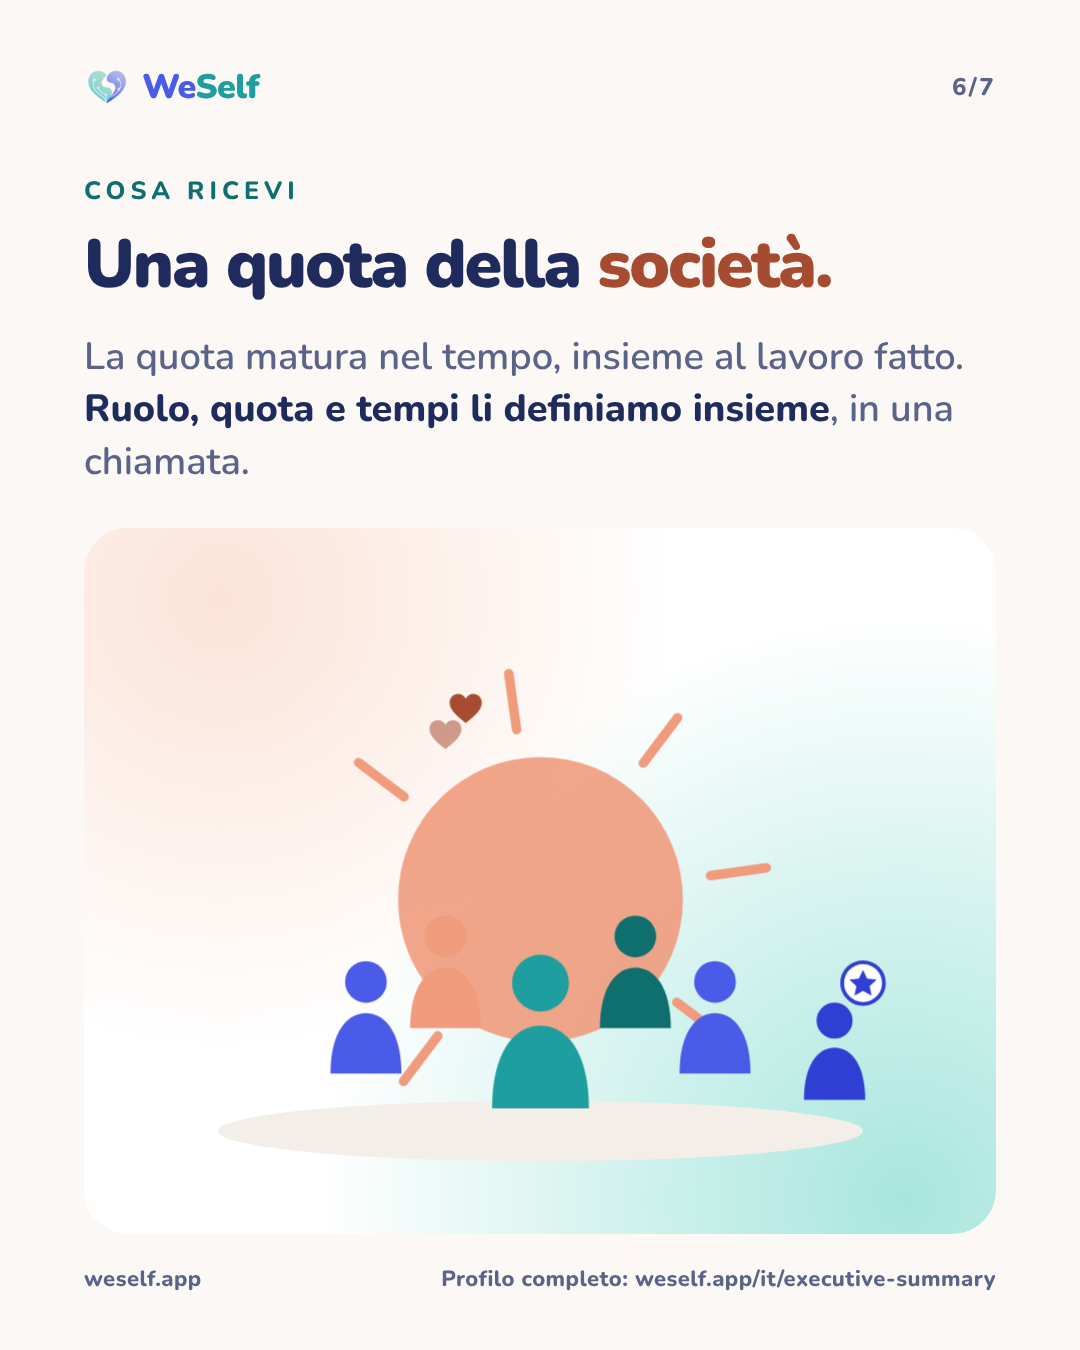 WeSelf
6/7
COSA RICEVI
Una quota della società.
La quota matura nel tempo, insieme al lavoro fatto.
Ruolo, quota e tempi li definiamo insieme, in una
chiamata.
weself.app
Profilo completo: weself.app/it/executive-summary